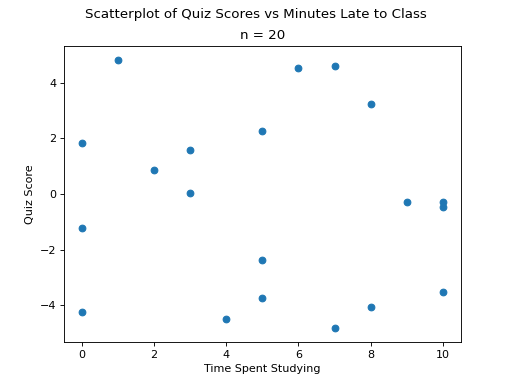 Scatterplot of Quiz Scores vs Minutes Late to Class
n = 20
4
2
0
−2
−4
Quiz Score
0 2 4 6 8 10
Time Spent Studying